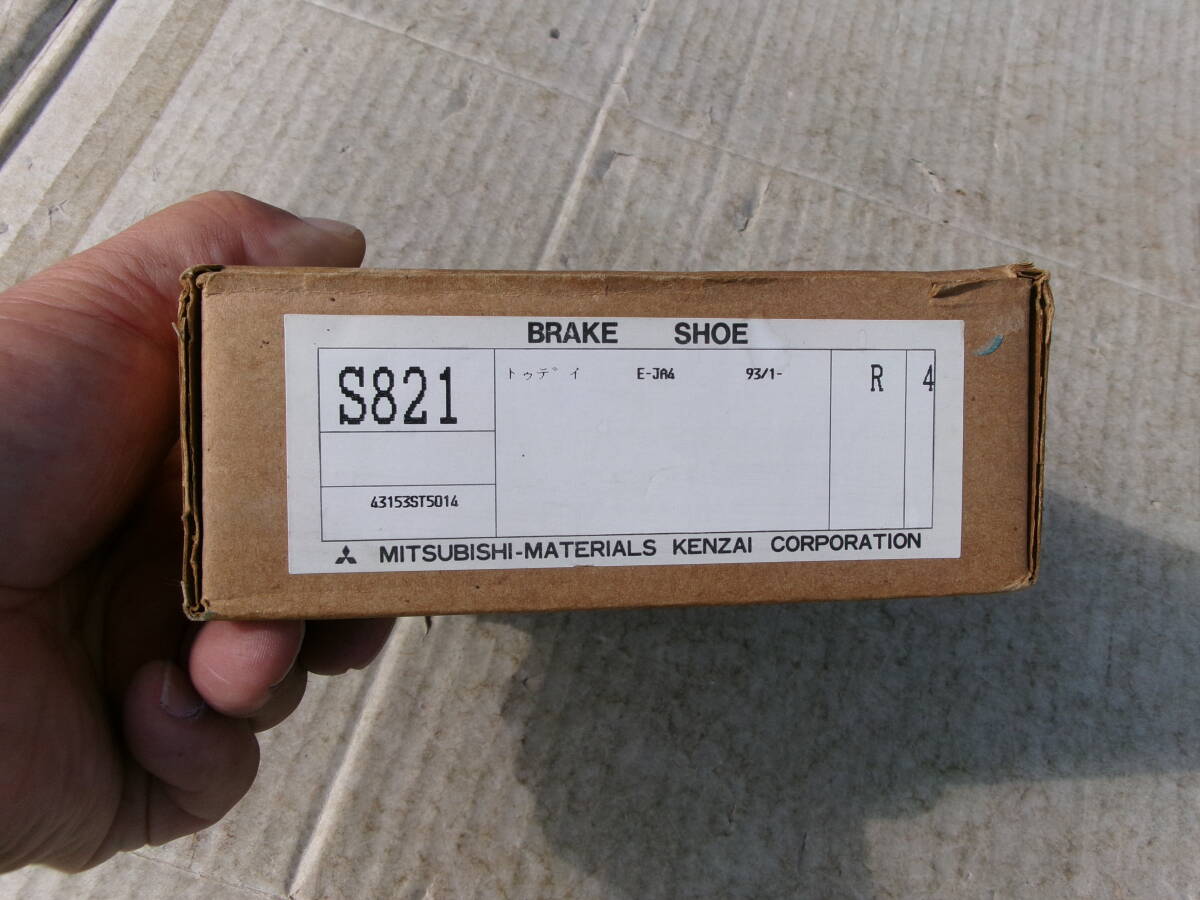 BRAKE SHOE
S821
トゥデイ E-JA4 93/1-
R 4
43153ST5014
MITSUBISHI-MATERIALS KENZAI CORPORATION